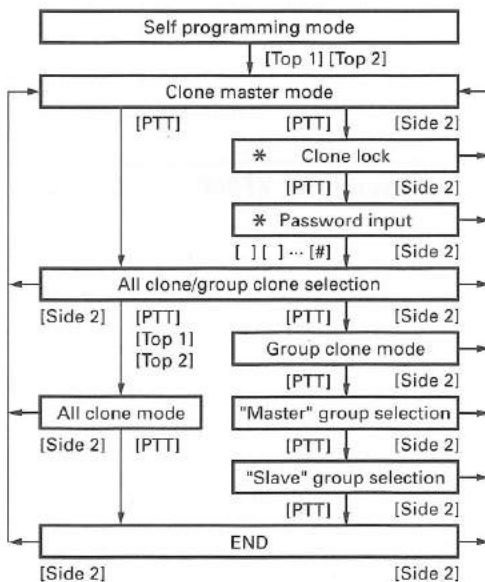 Self programming mode
[Top 1] [Top 2]
Clone master mode
[PTT] [PTT] [Side 2]
* Clone lock
[PTT] [Side 2]
* Password input
[ ] [ ] ··· [#] [Side 2]
All clone/group clone selection
[Side 2] [PTT] [PTT] [Side 2]
[Top 1]
[Top 2]
Group clone mode
[PTT] [Side 2]
All clone mode
"Master" group selection
[Side 2] [PTT] [PTT] [Side 2]
"Slave" group selection
[PTT] [Side 2]
END
[Side 2] [Side 2]